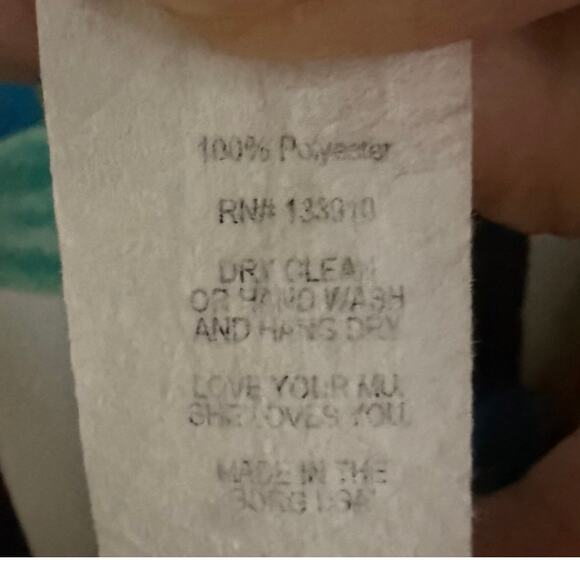 100% Polyester
RN# 133910
DRY CLEAN
OR HAND WASH
AND HANG DRY
LOVE YOUR MU.
SHE LOVES YOU.
MADE IN THE
USA